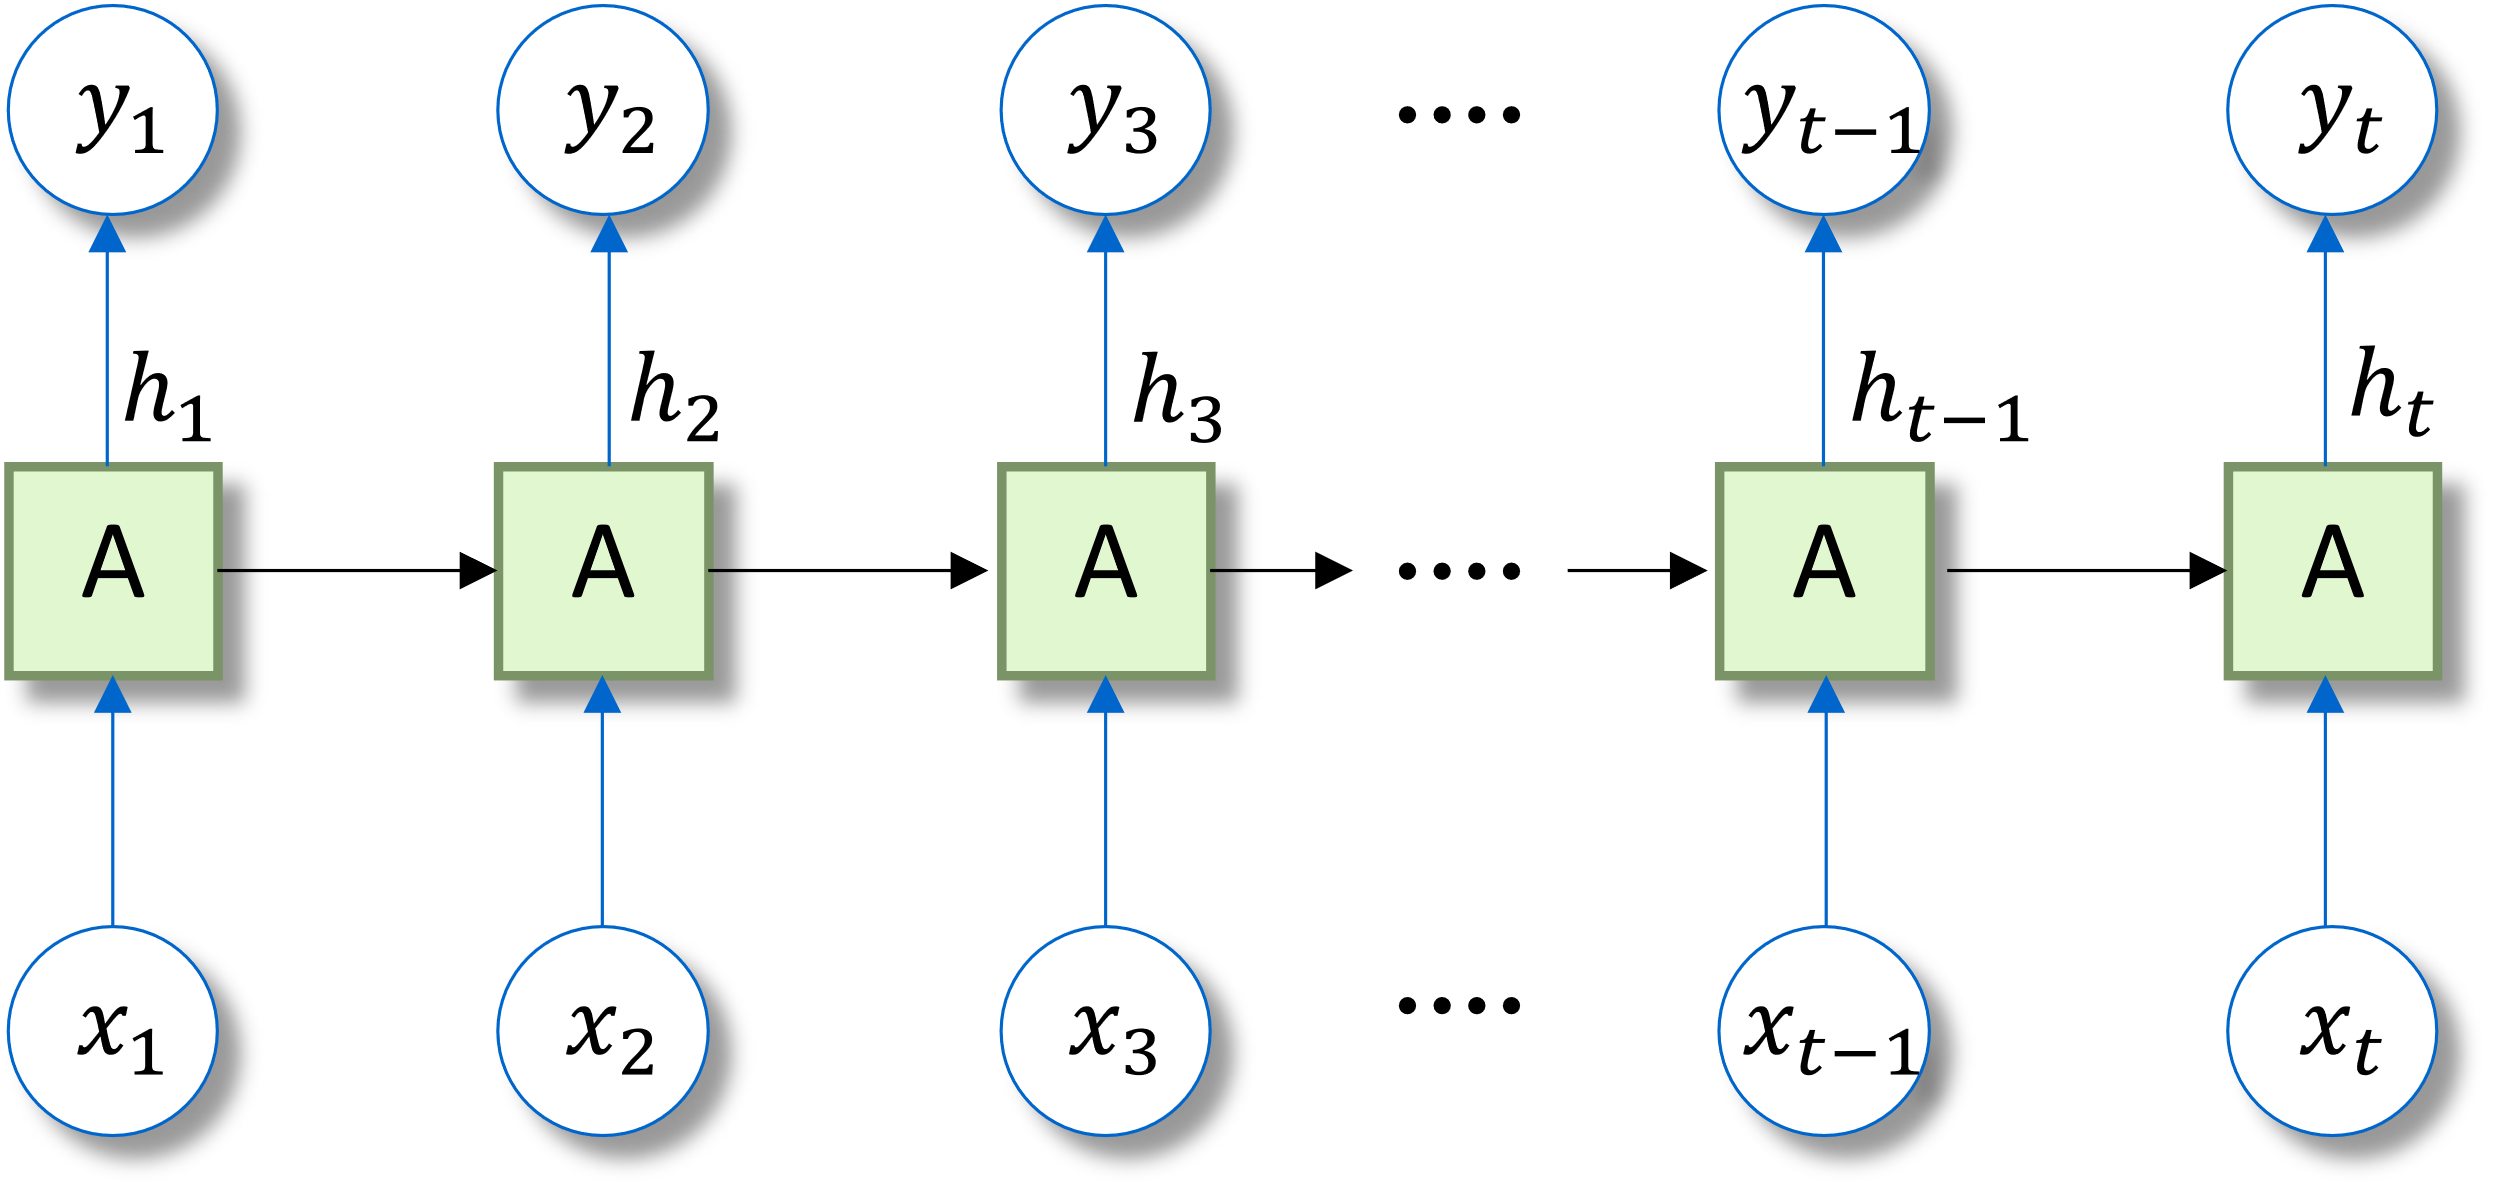 y₁ y₂ y₃ .... yₜ₋₁ yₜ
h₁ h₂ h₃ hₜ₋₁ hₜ
A A A .... A A
x₁ x₂ x₃ .... xₜ₋₁ xₜ